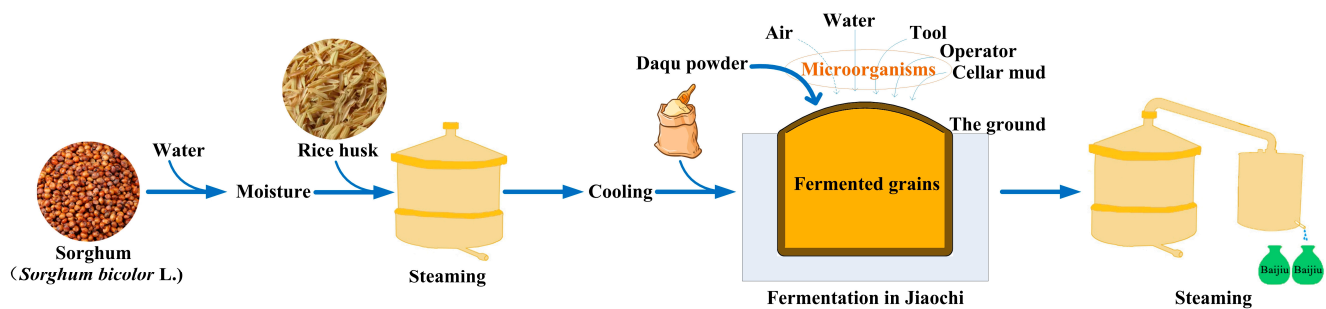 Sorghum
（Sorghum bicolor L.)
Water
Moisture
Rice husk
Steaming
Cooling
Daqu powder
Air
Water
Tool
Operator
Cellar mud
Microorganisms
The ground
Fermented grains
Fermentation in Jiaochi
Steaming
Baijiu
Baijiu